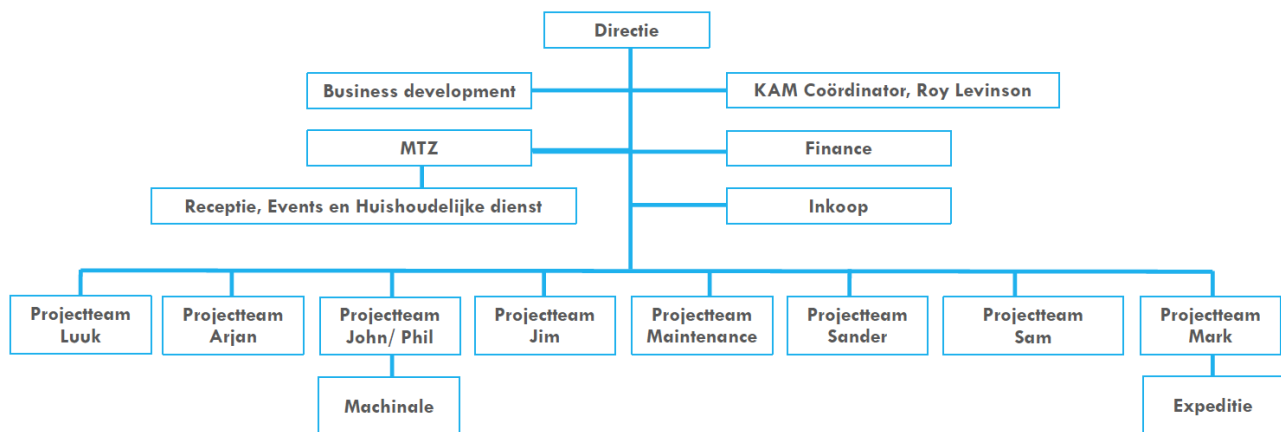 Directie
Business development
KAM Coördinator, Roy Levinson
MTZ
Finance
Receptie, Events en Huishoudelijke dienst
Inkoop
Projectteam
Luuk
Projectteam
Arjan
Projectteam
John/ Phil
Projectteam
Jim
Projectteam
Maintenance
Projectteam
Sander
Projectteam
Sam
Projectteam
Mark
Machinale
Expeditie